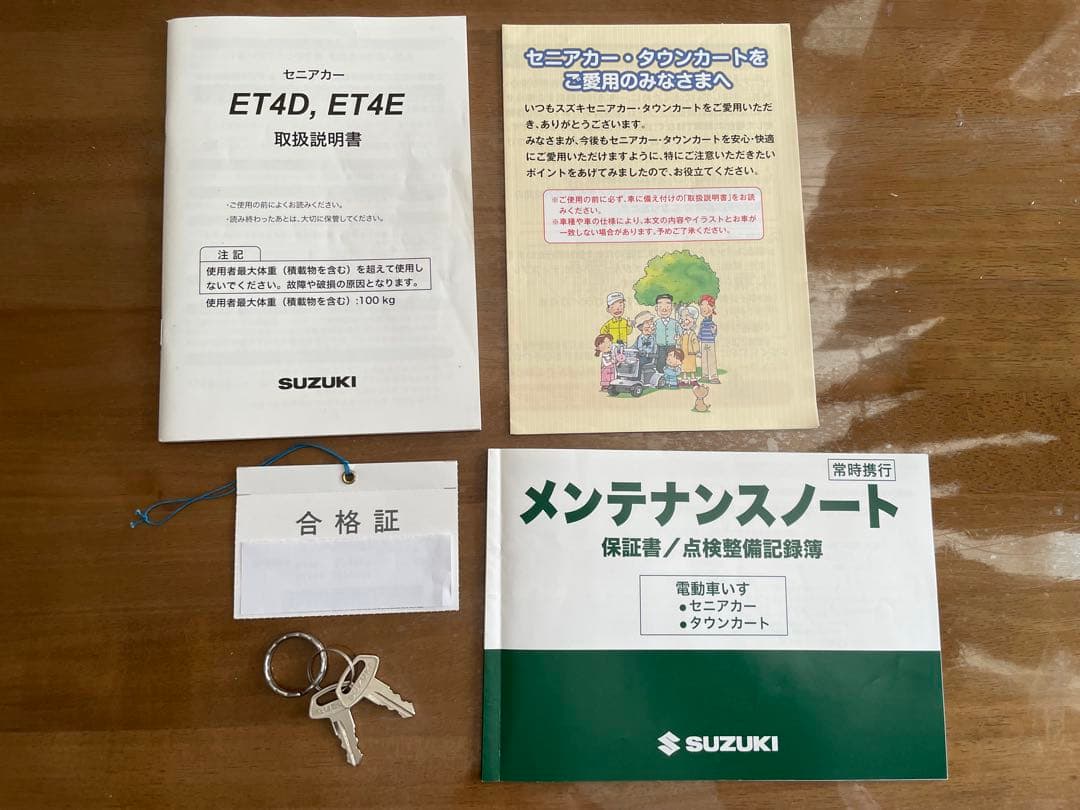 セニアカー
ET4D, ET4E
取扱説明書
・ご使用の前によくお読みください。
・読み終わったあとは、大切に保管してください。
注記
使用者最大体重（積載物を含む）を超えて使用し
ないでください。故障や破損の原因となります。
使用者最大体重（積載物を含む）:100 kg
SUZUKI
セニアカー・タウンカートを
ご愛用のみなさまへ
いつもスズキセニアカー・タウンカートをご愛用いただ
き、ありがとうございます。
みなさまが、今後もセニアカー・タウンカートを安心・快適
にご愛用いただけますように、特にご注意いただきたい
ポイントをあげてみましたので、お役立てください。
※ご使用の前に必ず、車に備え付けの「取扱説明書」をお読
みください。
※車種や車の仕様により、本文の内容やイラストとお車が
一致しない場合があります。予めご了承ください。
合格証
常時携行
メンテナンスノート
保証書／点検整備記録簿
電動車いす
●セニアカー
●タウンカート
SUZUKI